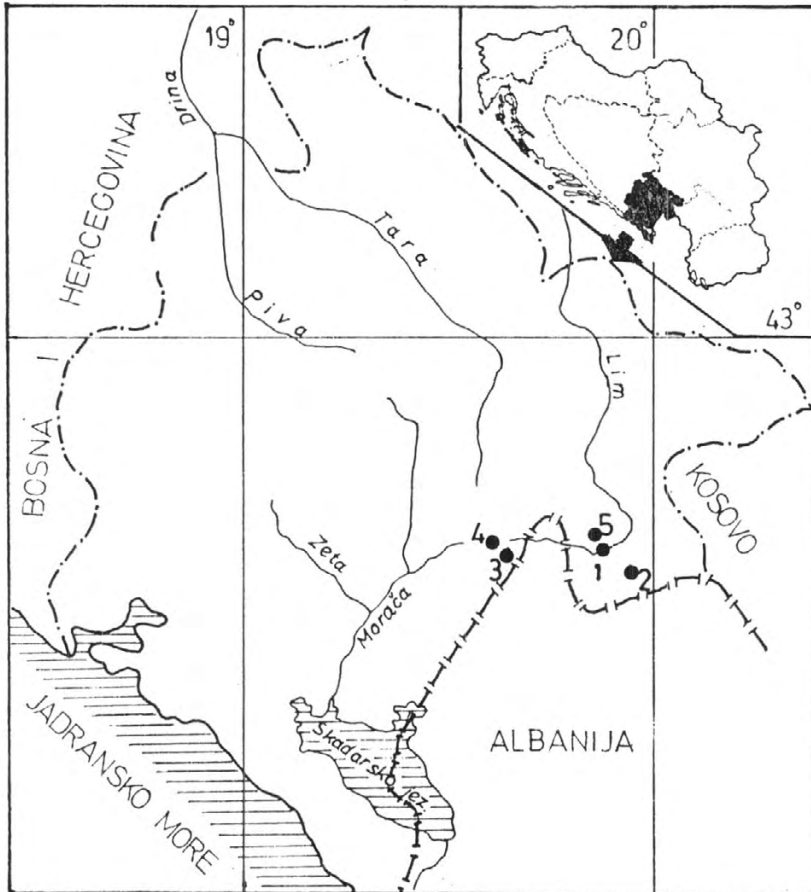 19°
20°
Drina
HERCEGOVINA
Tara
Piva
43°
Lim
I
BOSNA
KOSOVO
Zeta
4
3
5
1
2
Morača
JADRANSKO MORE
Skadarsko jez.
ALBANIJA